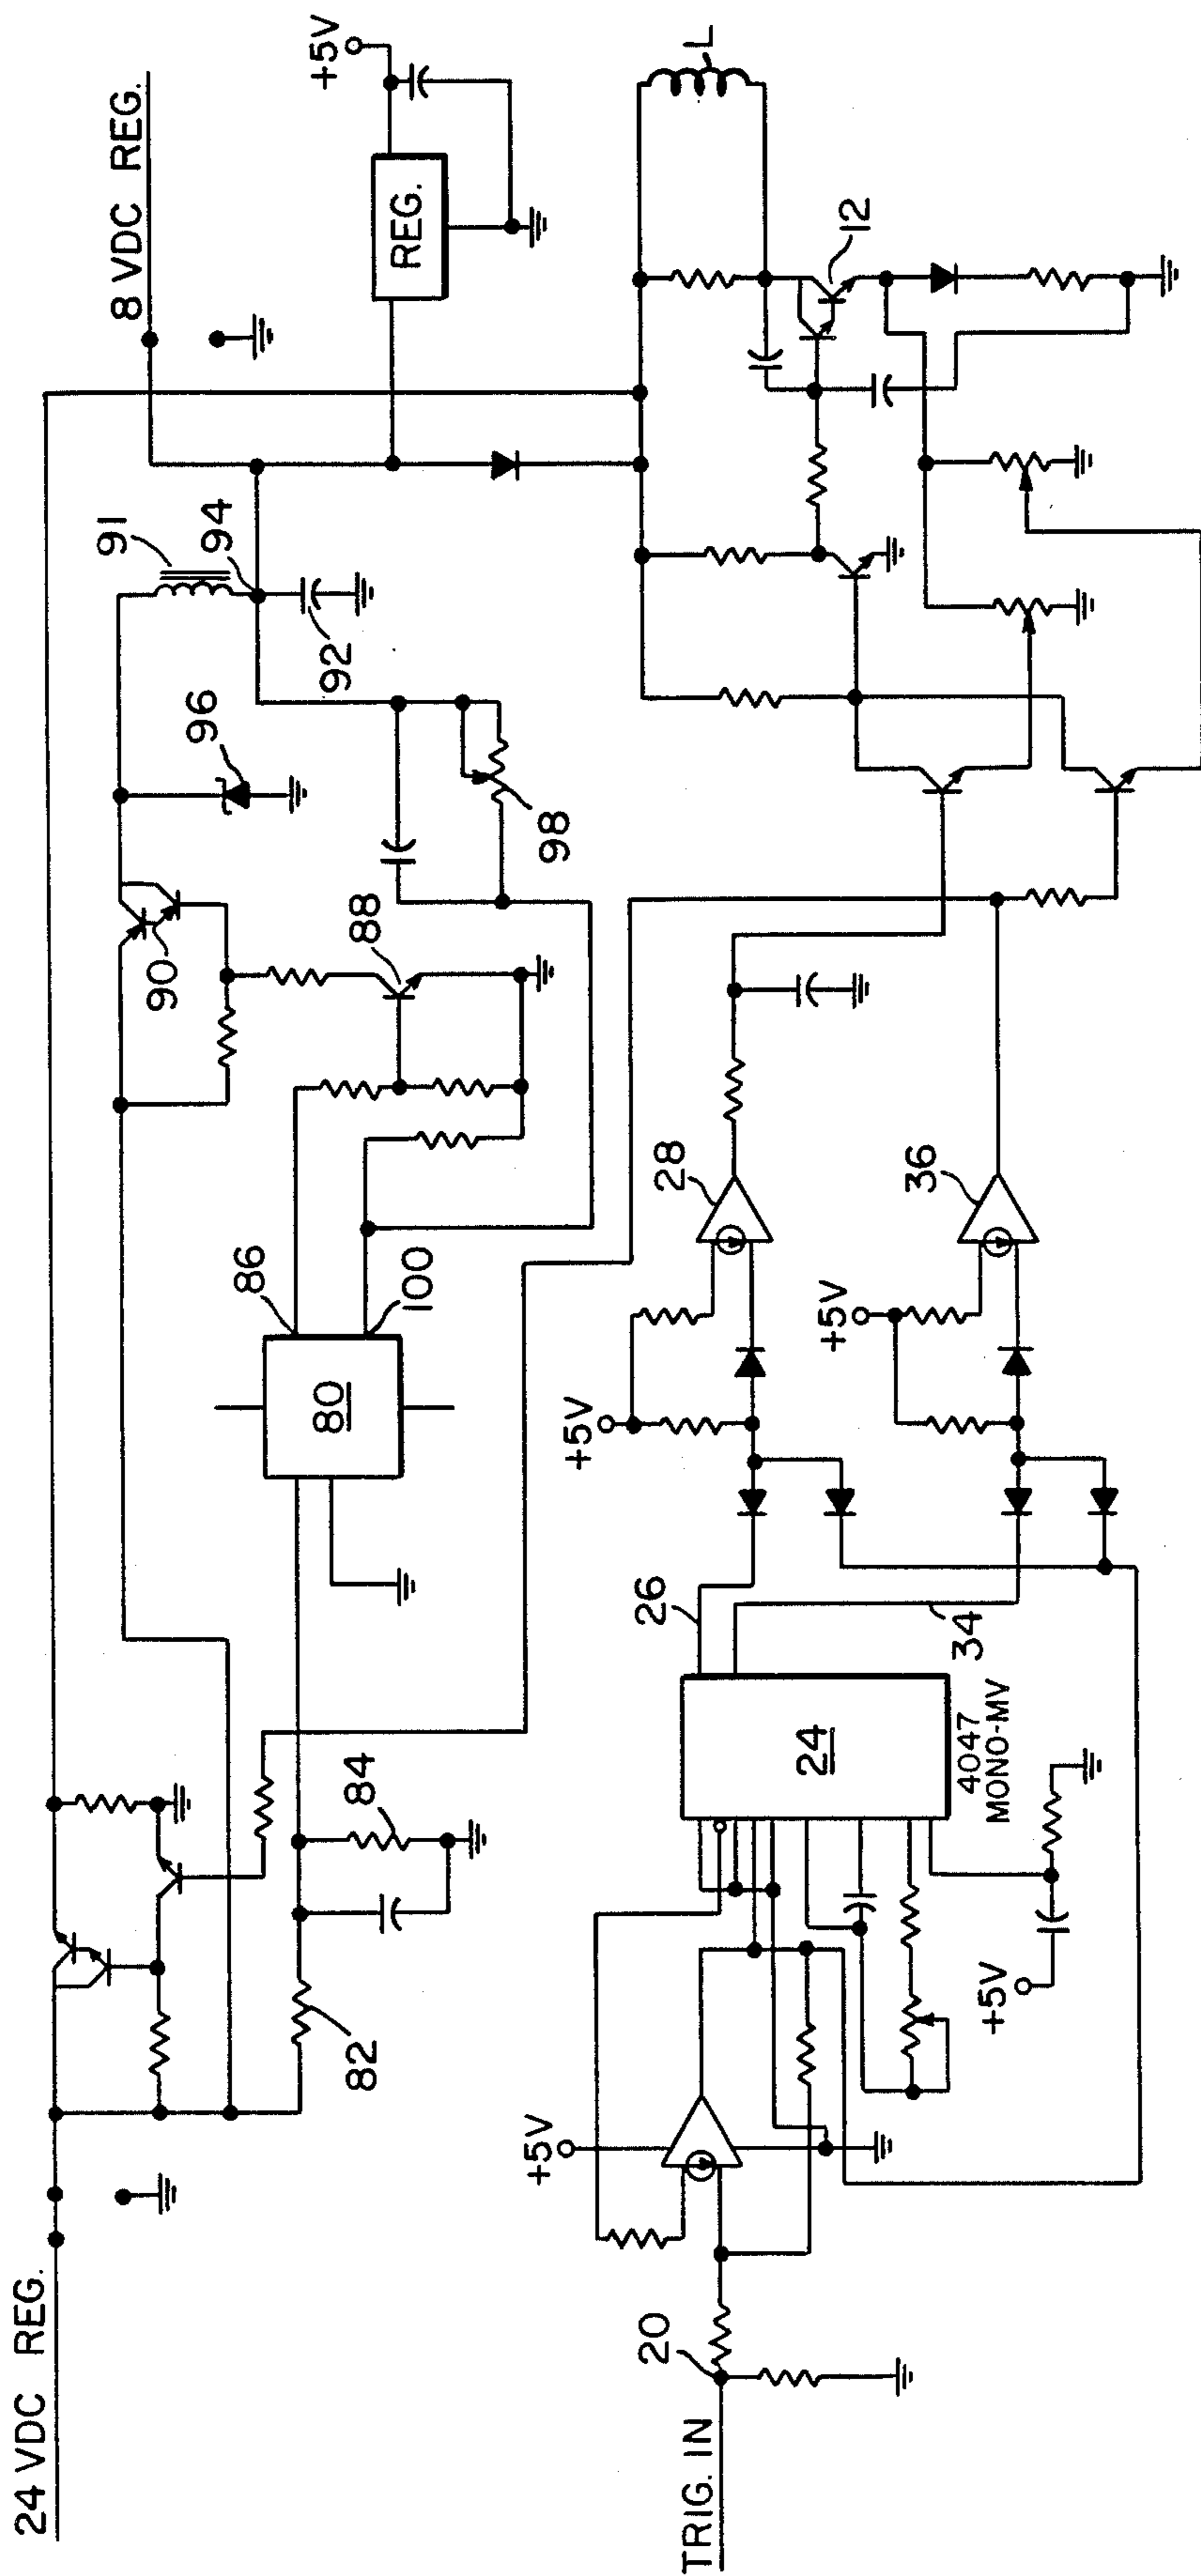 24 VDC REG.
8 VDC REG.
+5V
REG.
91
94
96
92
98
90
88
86
100
80
84
82
L
12
28
36
+5V
+5V
26
34
24
4047
MONO-MV
+5V
+5V
20
TRIG. IN